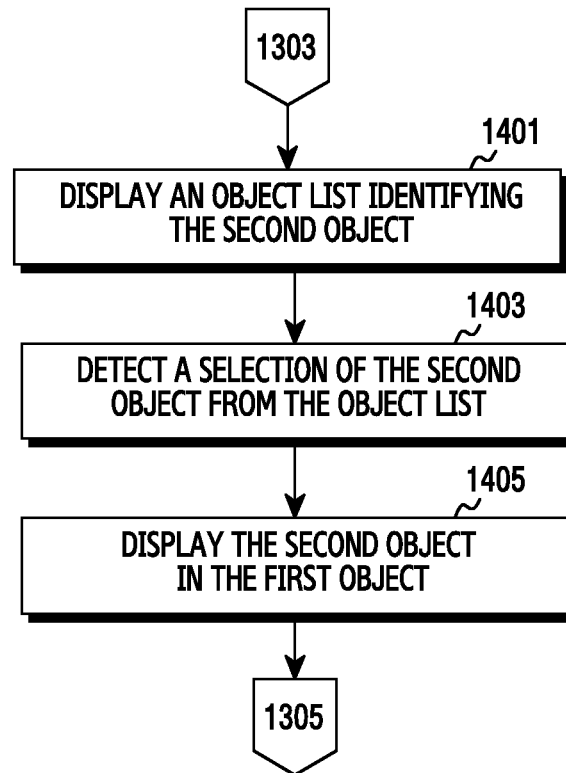 1303
1401
DISPLAY AN OBJECT LIST IDENTIFYING
THE SECOND OBJECT
1403
DETECT A SELECTION OF THE SECOND
OBJECT FROM THE OBJECT LIST
1405
DISPLAY THE SECOND OBJECT
IN THE FIRST OBJECT
1305